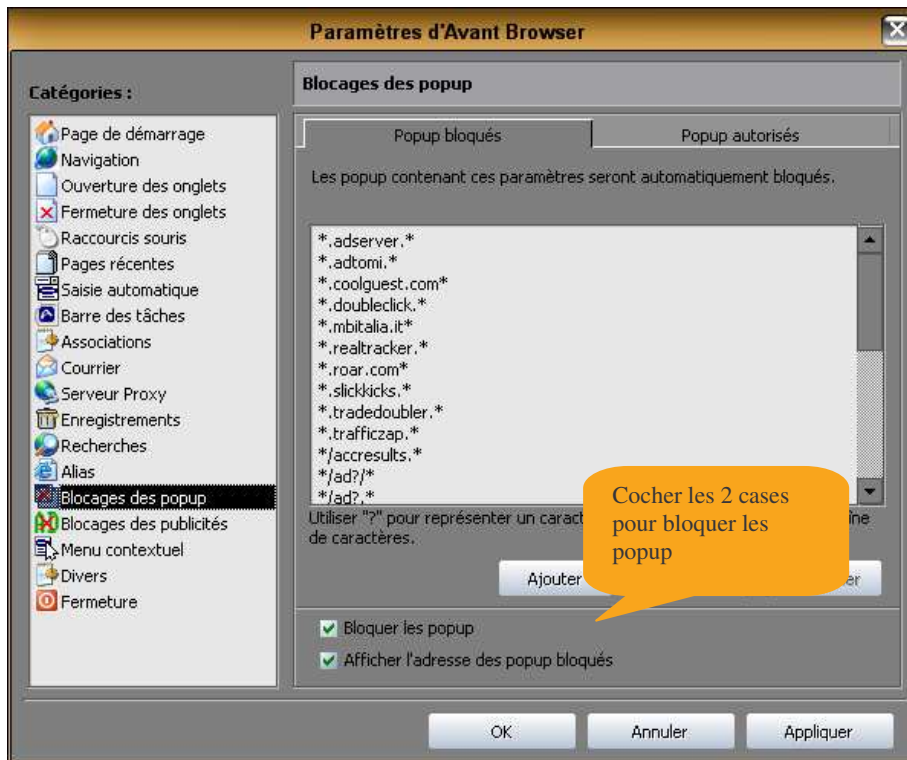 Paramètres d'Avant Browser
Catégories :
Page de démarrage
Navigation
Ouverture des onglets
Fermeture des onglets
Raccourcis souris
Pages récentes
Saisie automatique
Barre des tâches
Associations
Courrier
Serveur Proxy
Enregistrements
Recherches
Alias
Blocages des popup
Blocages des publicités
Menu contextuel
Divers
Fermeture
Blocages des popup
Popup bloqués
Popup autorisés
Les popup contenant ces paramètres seront automatiquement bloqués.
*.adserver.*
*.adtomi.*
*.coolguest.com*
*.doubleclick.*
*.mbitalia.it*
*.realtracker.*
*.roar.com*
*.slickkicks.*
*.tradedoubler.*
*.trafficzap.*
*/accresults.*
*/ad?/*
*/ad?.*
Utiliser "?" pour représenter un
de caractères.
Cocher les 2 cases
pour bloquer les
popup
Ajouter
Bloquer les popup
Afficher l'adresse des popup bloqués
OK
Annuler
Appliquer